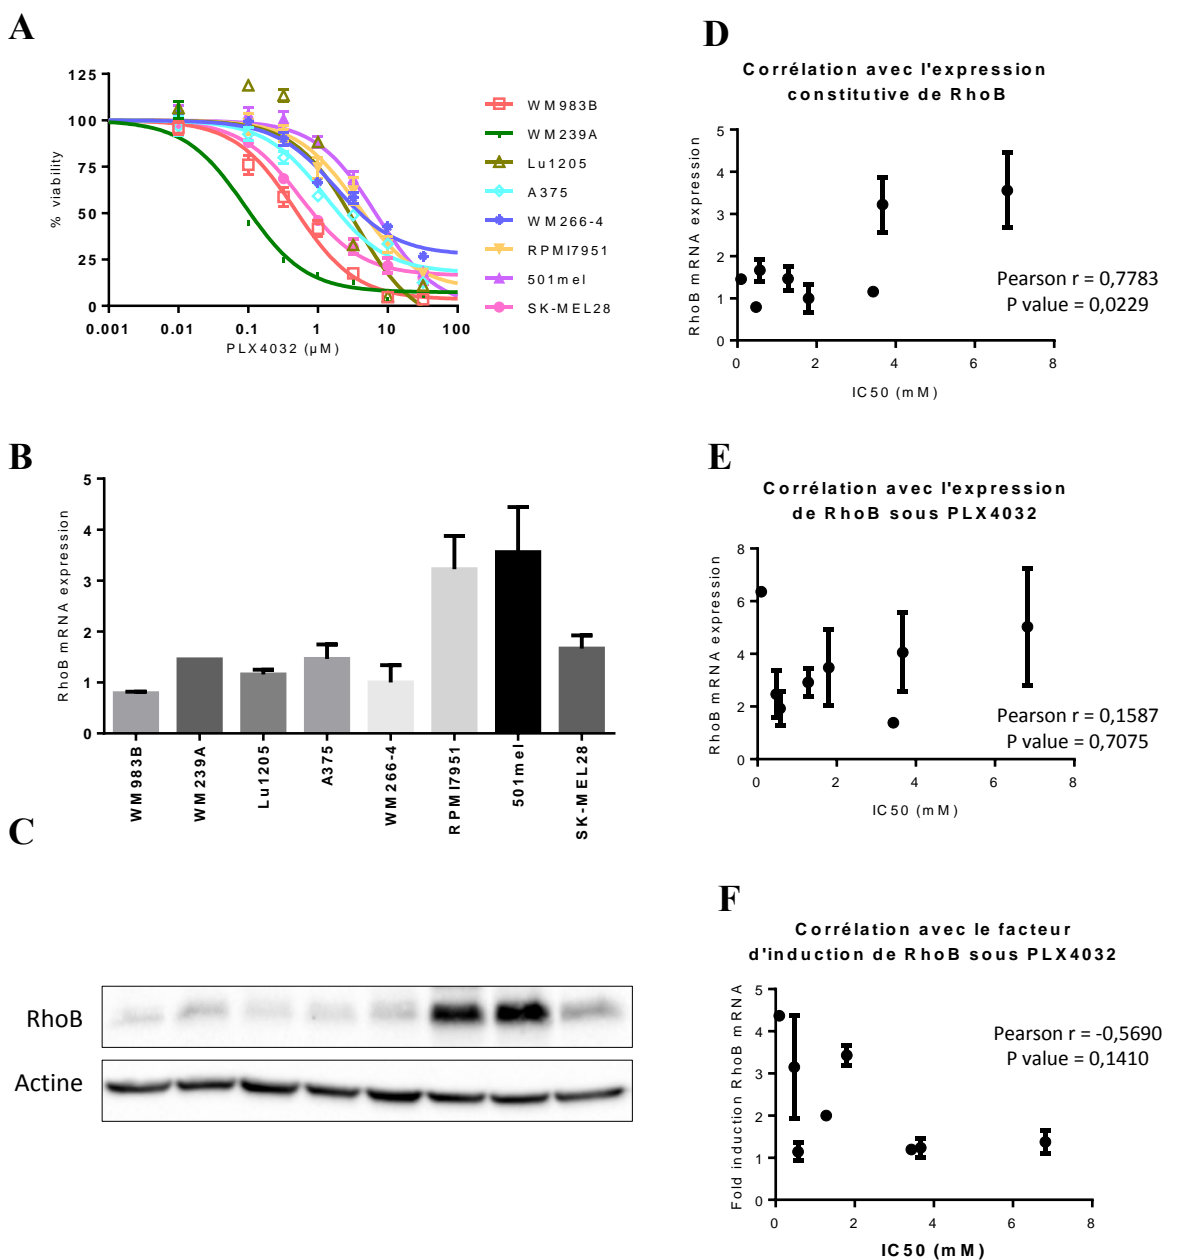 A
125
100
75
50
25
0
% viability
0.001 0.01 0.1 1 10 100
PLX4032 (µM)
WM983B
WM239A
Lu1205
A375
WM266-4
RPMI7951
501mel
SK-MEL28
B
5
4
3
2
1
0
RhoB mRNA expression
WM983B
WM239A
Lu1205
A375
WM266-4
RPMI7951
501mel
SK-MEL28
C
RhoB
Actine
D
Corrélation avec l'expression
constitutive de RhoB
5
4
3
2
1
0
RhoB mRNA expression
0 2 4 6 8
IC50 (mM)
Pearson r = 0,7783
P value = 0,0229
E
Corrélation avec l'expression
de RhoB sous PLX4032
8
6
4
2
0
RhoB mRNA expression
0 2 4 6 8
IC50 (mM)
Pearson r = 0,1587
P value = 0,7075
F
Corrélation avec le facteur
d'induction de RhoB sous PLX4032
5
4
3
2
1
0
Fold induction RhoB mRNA
0 2 4 6 8
IC50 (mM)
Pearson r = -0,5690
P value = 0,1410